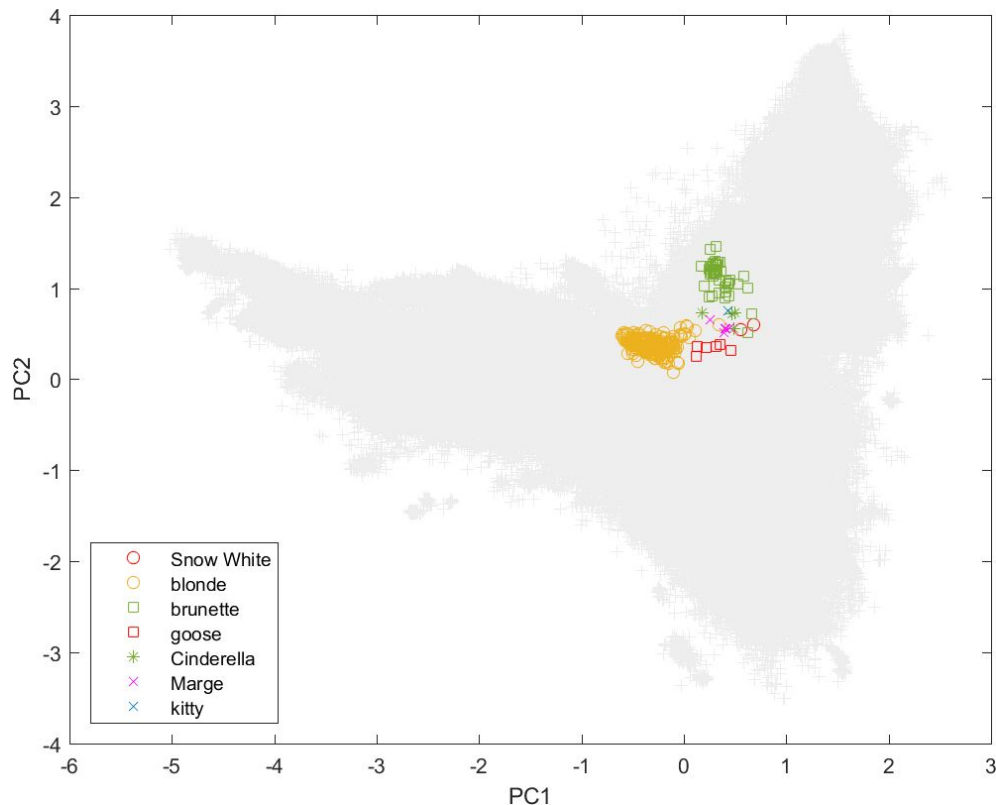 4
3
2
1
0
-1
-2
-3
-4
PC2
Snow White
blonde
brunette
goose
Cinderella
Marge
kitty
-6 -5 -4 -3 -2 -1 0 1 2 3
PC1